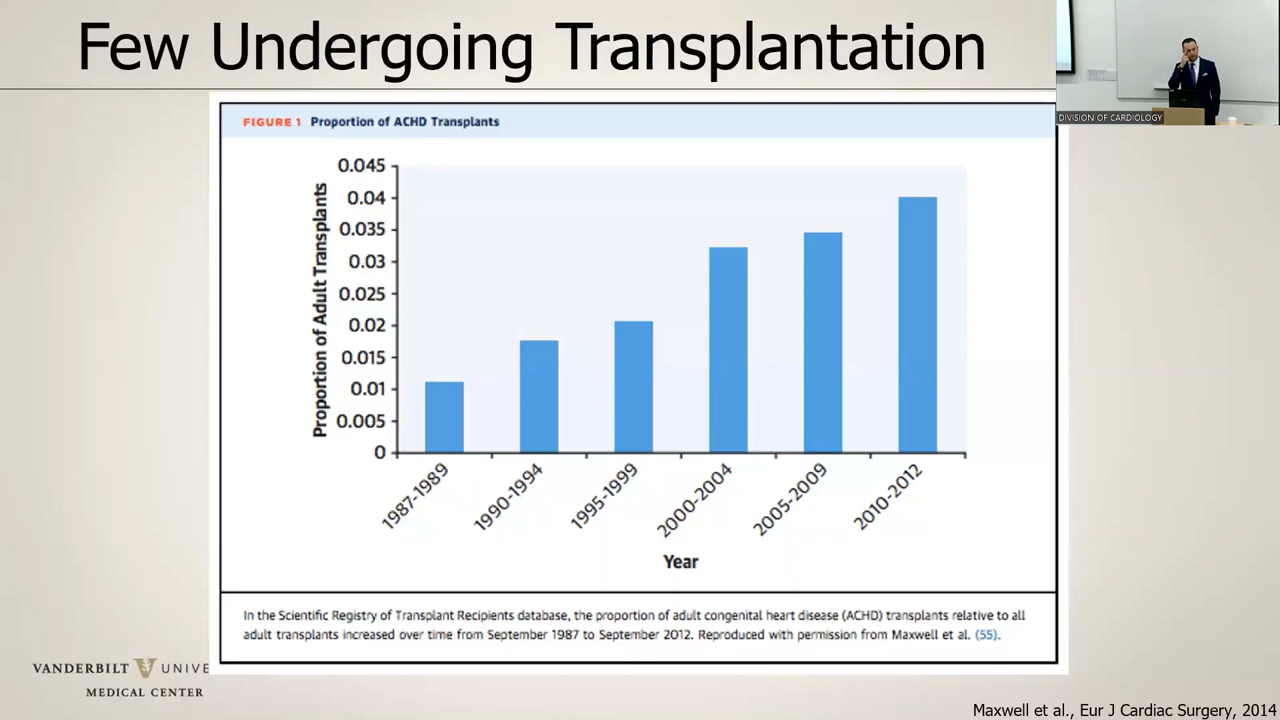 Few Undergoing Transplantation
DIVISION OF CARDIOLOGY
FIGURE 1 Proportion of ACHD Transplants
Proportion of Adult Transplants
0.045
0.04
0.035
0.03
0.025
0.02
0.015
0.01
0.005
0
1987-1989
1990-1994
1995-1999
2000-2004
2005-2009
2010-2012
Year
In the Scientific Registry of Transplant Recipients database, the proportion of adult congenital heart disease (ACHD) transplants relative to all
adult transplants increased over time from September 1987 to September 2012. Reproduced with permission from Maxwell et al. (55).
VANDERBILT UNIVE
MEDICAL CENTER
Maxwell et al., Eur J Cardiac Surgery, 2014